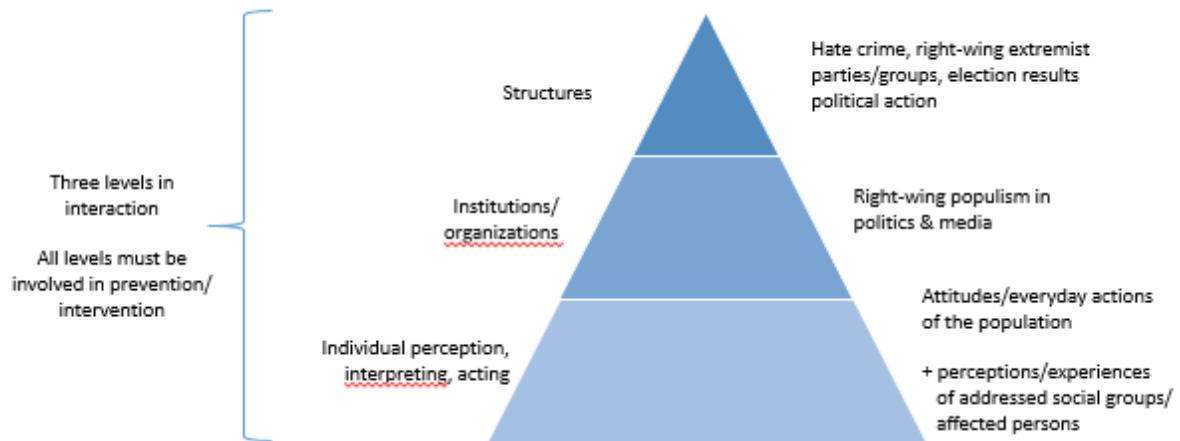 Three levels in
interaction
All levels must be
involved in prevention/
intervention
Structures
Hate crime, right-wing extremist
parties/groups, election results
political action
Institutions/
organizations
Right-wing populism in
politics & media
Individual perception,
interpreting, acting
Attitudes/everyday actions
of the population
+ perceptions/experiences
of addressed social groups/
affected persons